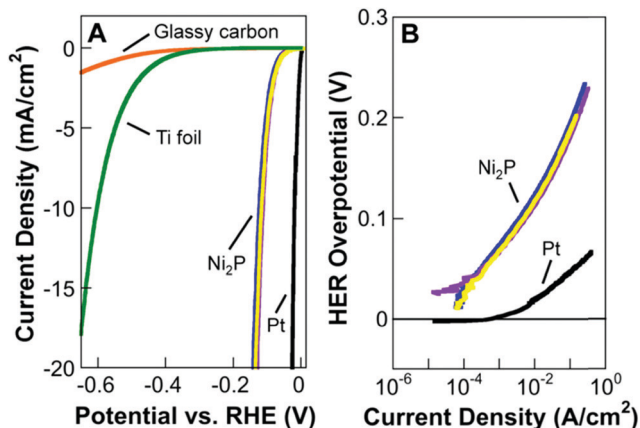 A
Glassy carbon
Ti foil
Ni₂P
Pt
0
-5
-10
-15
-20
-0.6
-0.4
-0.2
0
Current Density (mA/cm²)
Potential vs. RHE (V)
B
0.3
0.2
0.1
0
Ni₂P
Pt
10⁻⁶
10⁻⁴
10⁻²
10⁰
HER Overpotential (V)
Current Density (A/cm²)